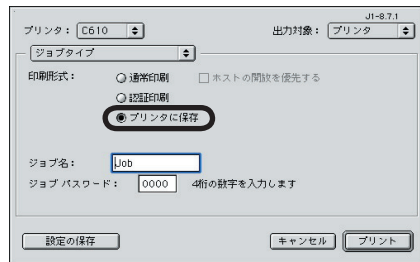 J1-8.7.1
プリンタ： C610 出力対象： プリンタ
ジョブタイプ
印刷形式： 通常印刷 ホストの開放を優先する
認証印刷
プリンタに保存
ジョブ名： Job
ジョブ パスワード： 0000 4桁の数字を入力します
設定の保存 キャンセル プリント